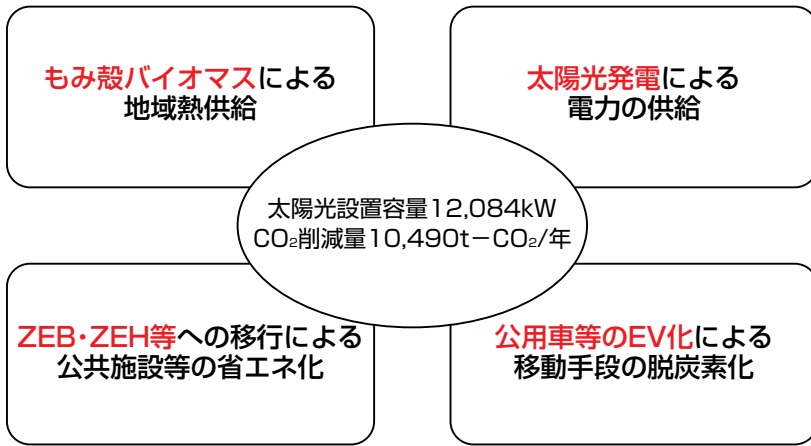 もみ殻バイオマスによる
地域熱供給
太陽光発電による
電力の供給
太陽光設置容量12,084kW
CO₂削減量10,490t−CO₂/年
ZEB・ZEH等への移行による
公共施設等の省エネ化
公用車等のEV化による
移動手段の脱炭素化